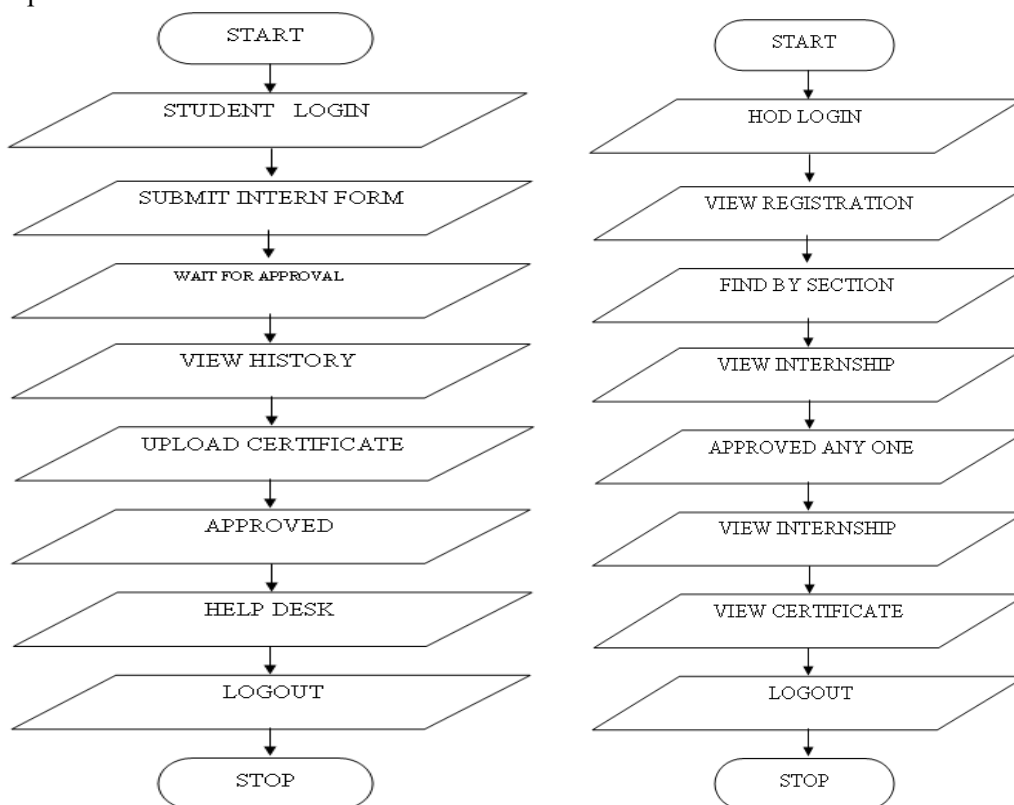 START
STUDENT LOGIN
SUBMIT INTERN FORM
WAIT FOR APPROVAL
VIEW HISTORY
UPLOAD CERTIFICATE
APPROVED
HELP DESK
LOGOUT
STOP
START
HOD LOGIN
VIEW REGISTRATION
FIND BY SECTION
VIEW INTERNSHIP
APPROVED ANY ONE
VIEW INTERNSHIP
VIEW CERTIFICATE
LOGOUT
STOP